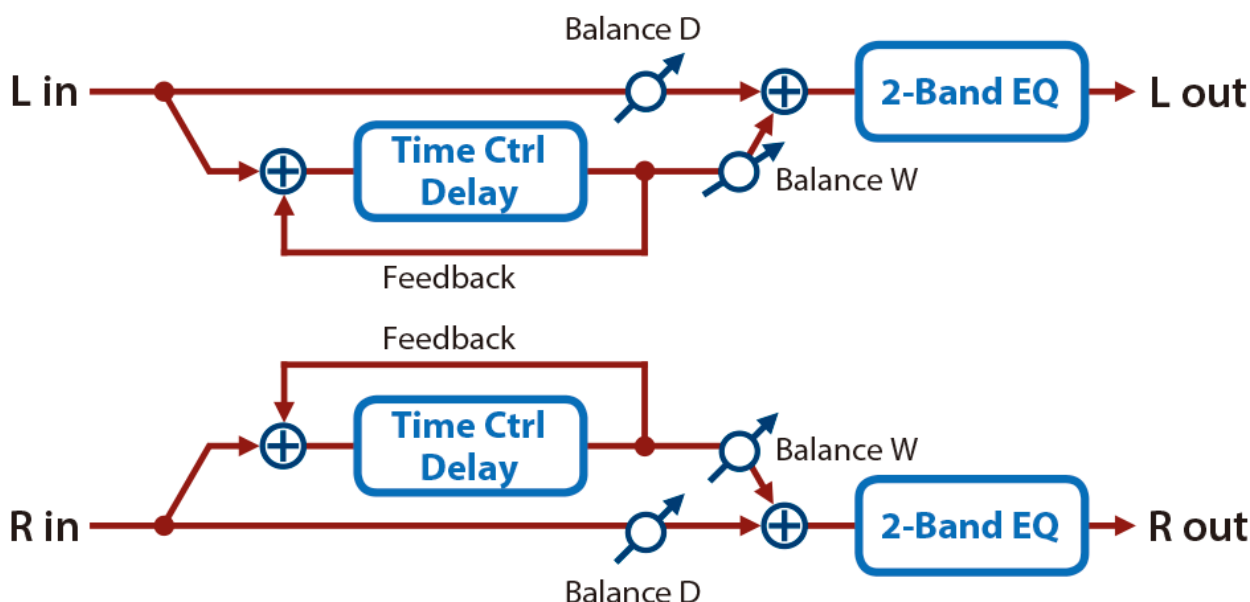 Balance D
L in
2-Band EQ
L out
Time Ctrl
Delay
Balance W
Feedback
Feedback
Time Ctrl
Delay
Balance W
R in
2-Band EQ
R out
Balance D